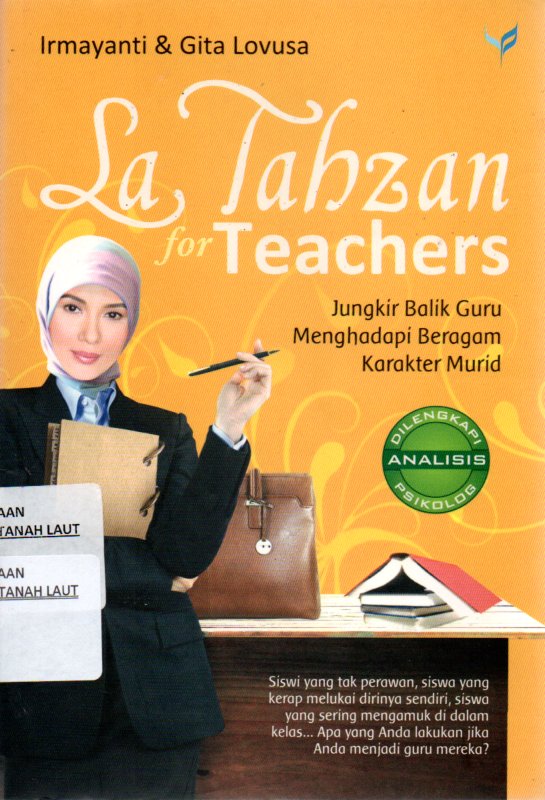 Irmayanti & Gita Lovusa
La Tahzan
for Teachers
Jungkir Balik Guru
Menghadapi Beragam
Karakter Murid
DILENGKAPI
ANALISIS
PSIKOLOG
AAN
TANAH LAUT
AAN
TANAH LAUT
Siswi yang tak perawan, siswa yang
kerap melukai dirinya sendiri, siswa
yang sering mengamuk di dalam
kelas... Apa yang Anda lakukan jika
Anda menjadi guru mereka?